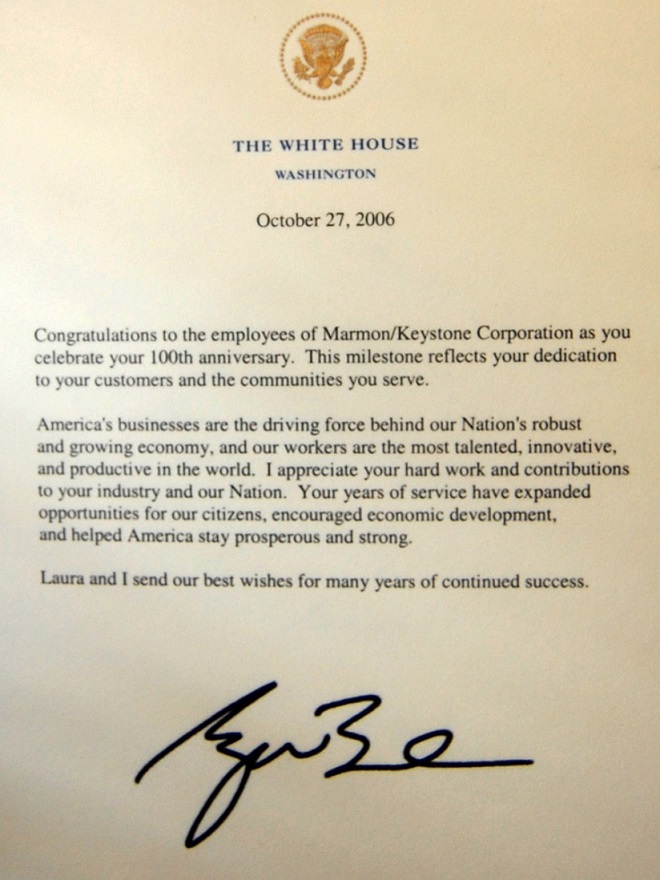 THE WHITE HOUSE
WASHINGTON
October 27, 2006
Congratulations to the employees of Marmon/Keystone Corporation as you
celebrate your 100th anniversary. This milestone reflects your dedication
to your customers and the communities you serve.
America's businesses are the driving force behind our Nation's robust
and growing economy, and our workers are the most talented, innovative,
and productive in the world. I appreciate your hard work and contributions
to your industry and our Nation. Your years of service have expanded
opportunities for our citizens, encouraged economic development,
and helped America stay prosperous and strong.
Laura and I send our best wishes for many years of continued success.